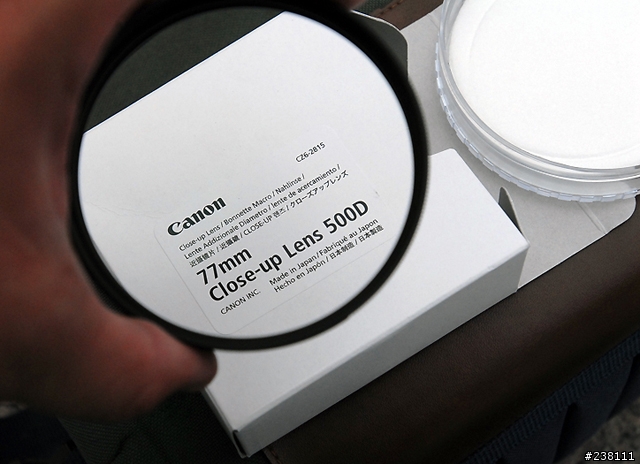 CZ6-2815
Canon
Close-up Lens / Bonnette Macro / Nahlinse /
Lente Addizionale Diametro / lente de acercamiento /
近攝鏡片 / 近摄镜 / CLOSE-UP 렌즈 / クローズアップレンズ
77mm
Close-up Lens 500D
CANON INC. Made in Japan / Fabriqué au Japon
Hecho en Japón / 日本制造 / 日本製造
#238111